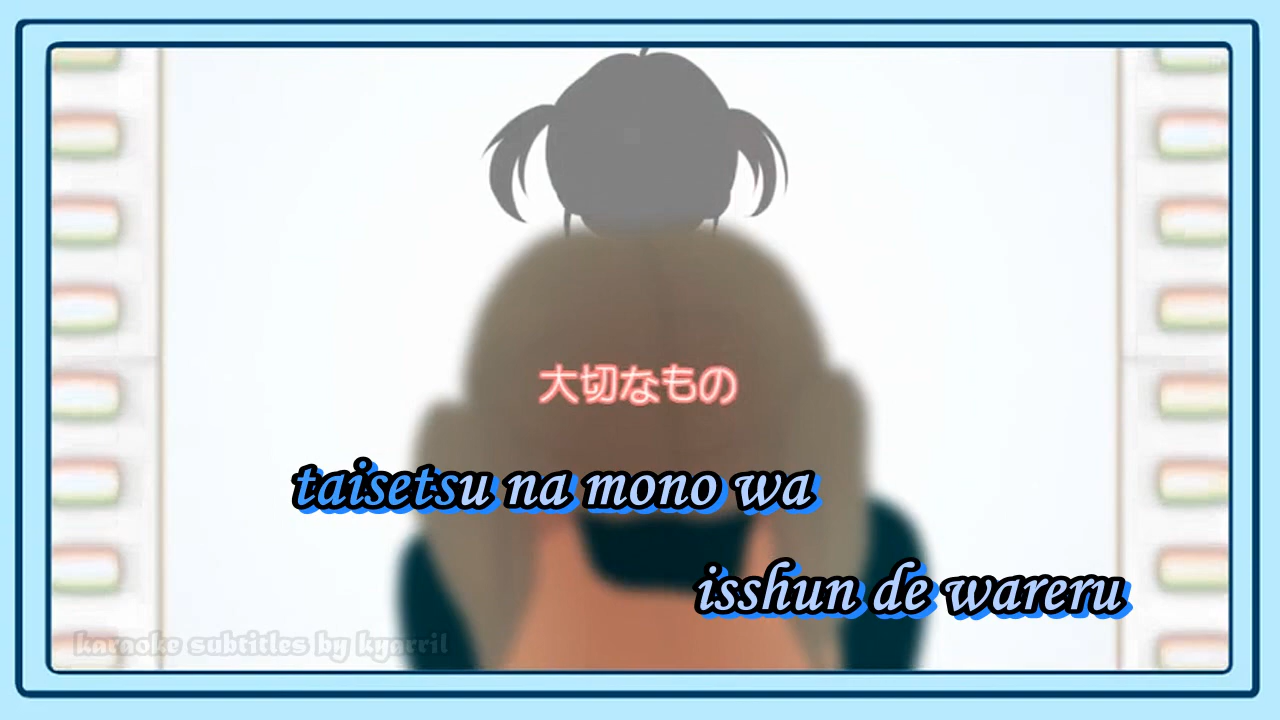 大切なもの
taisetsu na mono wa
isshun de wareru
karaoke subtitles by kyarril